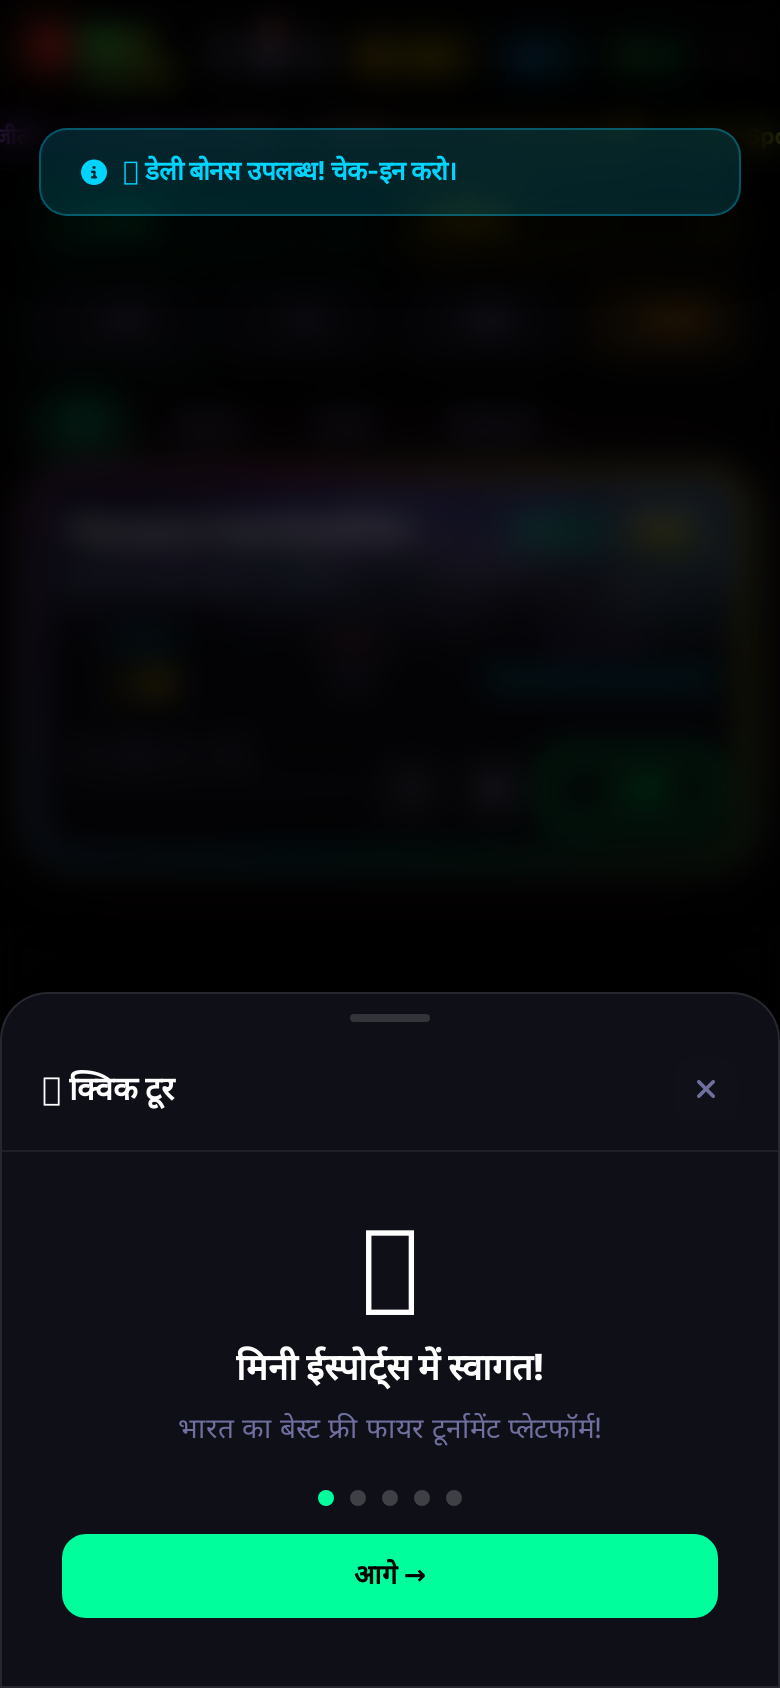 डेली बोनस उपलब्ध! चेक-इन करो।
क्विक टूर
मिनी ईस्पोर्ट्स में स्वागत!
भारत का बेस्ट फ्री फायर टूर्नामेंट प्लेटफॉर्म!
आगे →